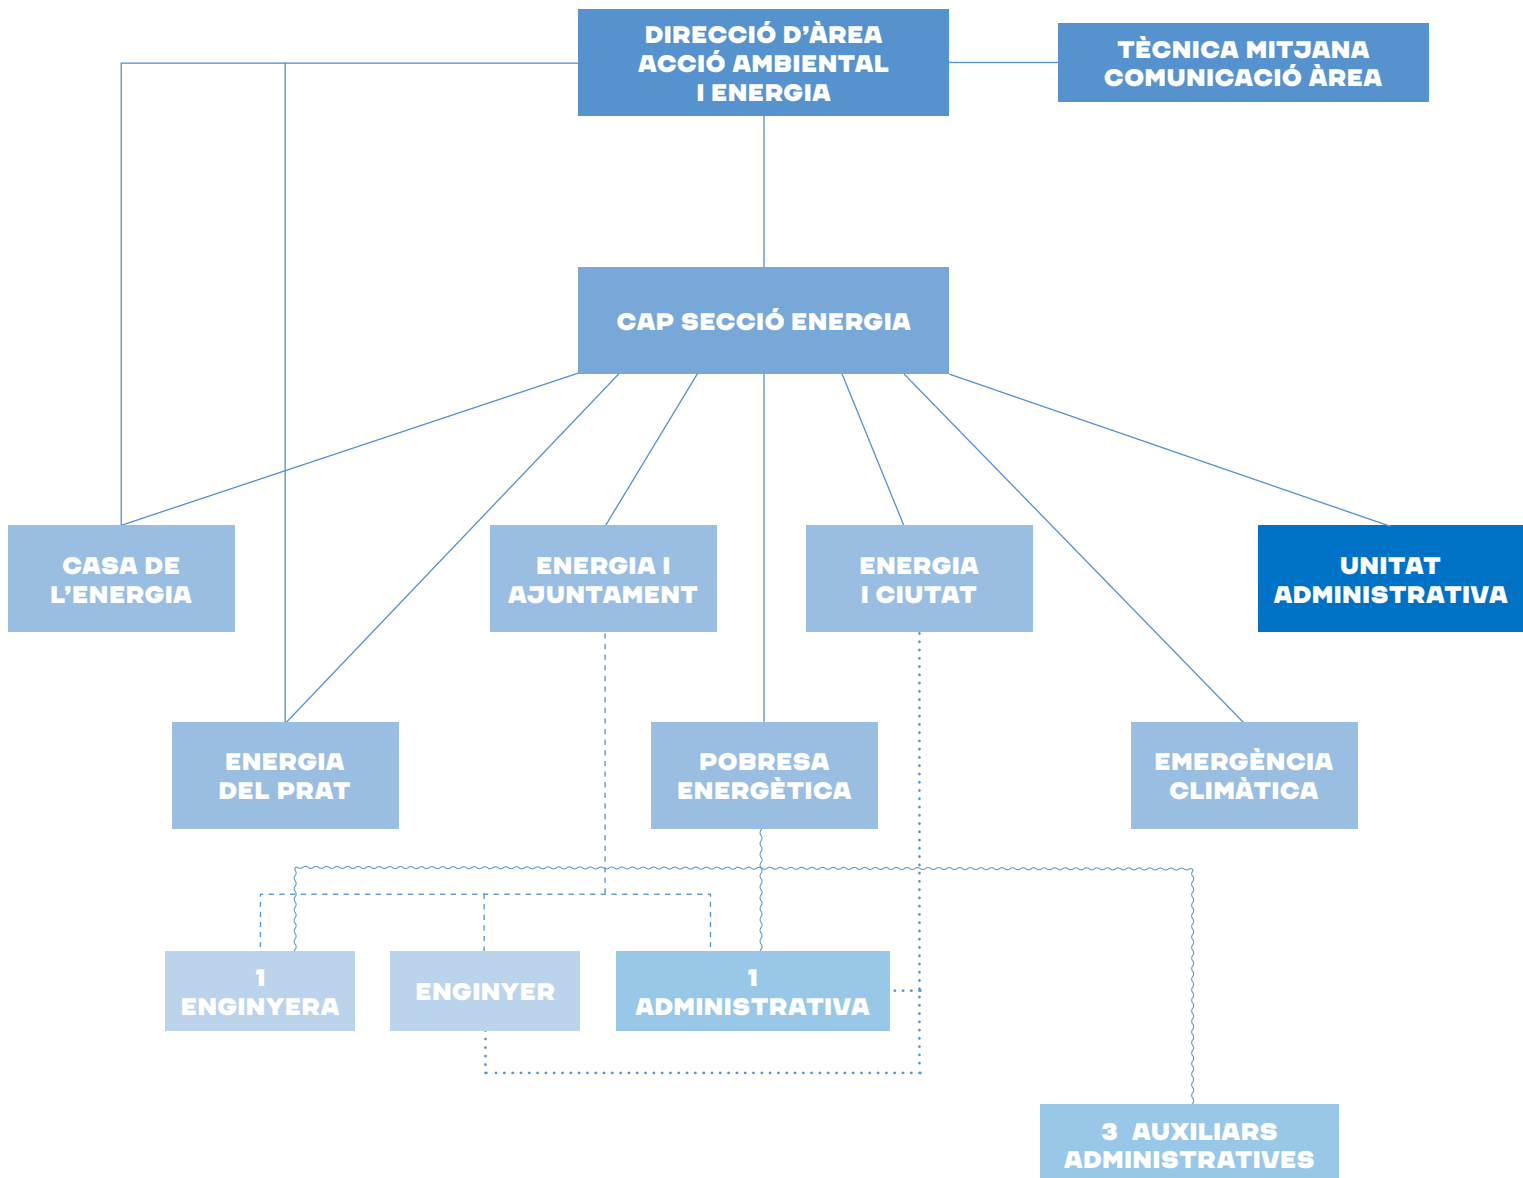 DIRECCIÓ D'ÀREA
ACCIÓ AMBIENTAL
I ENERGIA
TÈCNICA MITJANA
COMUNICACIÓ ÀREA
CAP SECCIÓ ENERGIA
CASA DE
L'ENERGIA
ENERGIA I
AJUNTAMENT
ENERGIA
I CIUTAT
UNITAT
ADMINISTRATIVA
ENERGIA
DEL PRAT
POBRESA
ENERGÈTICA
EMERGÈNCIA
CLIMÀTICA
1
ENGINYERA
ENGINYER
1
ADMINISTRATIVA
3 AUXILIARS
ADMINISTRATIVES